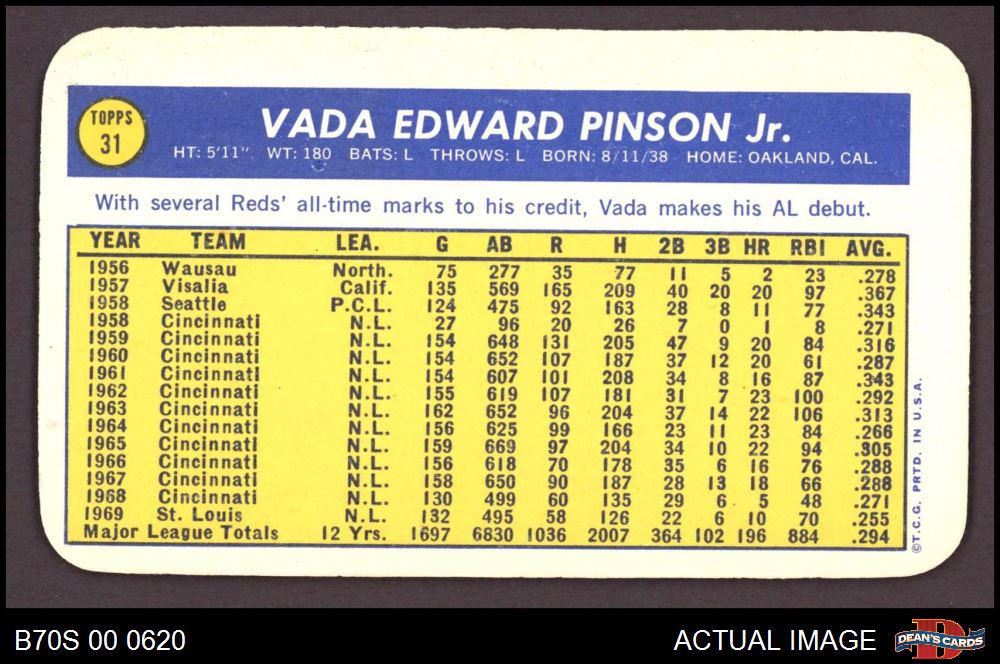 TOPPS
31
VADA EDWARD PINSON Jr.
HT: 5'11" WT: 180 BATS: L THROWS: L BORN: 8/11/38 HOME: OAKLAND, CAL.
With several Reds' all-time marks to his credit, Vada makes his AL debut.
YEAR TEAM LEA. G AB R H 2B 3B HR RBI AVG.
1956 Wausau North. 75 277 35 77 11 5 2 23 .278
1957 Visalia Calif. 135 569 165 209 40 20 20 97 .367
1958 Seattle P.C.L. 124 475 92 163 28 8 11 77 .343
1958 Cincinnati N.L. 27 96 20 26 7 0 1 8 .271
1959 Cincinnati N.L. 154 648 131 205 47 9 20 84 .316
1960 Cincinnati N.L. 154 652 107 187 37 12 20 61 .287
1961 Cincinnati N.L. 154 607 101 208 34 8 16 87 .343
1962 Cincinnati N.L. 155 619 107 181 31 7 23 100 .292
1963 Cincinnati N.L. 162 652 96 204 37 14 22 106 .313
1964 Cincinnati N.L. 156 625 99 166 23 11 23 84 .266
1965 Cincinnati N.L. 159 669 97 204 34 10 22 94 .305
1966 Cincinnati N.L. 156 618 70 178 35 6 16 76 .288
1967 Cincinnati N.L. 158 650 90 187 28 13 18 66 .288
1968 Cincinnati N.L. 130 499 60 135 29 6 5 48 .271
1969 St. Louis N.L. 132 495 58 126 22 6 10 70 .255
Major League Totals 12 Yrs. 1697 6830 1036 2007 364 102 196 884 .294
©T.C.G. PRTD. IN U.S.A.
B70S 00 0620
ACTUAL IMAGE
D
DEAN'S CARDS